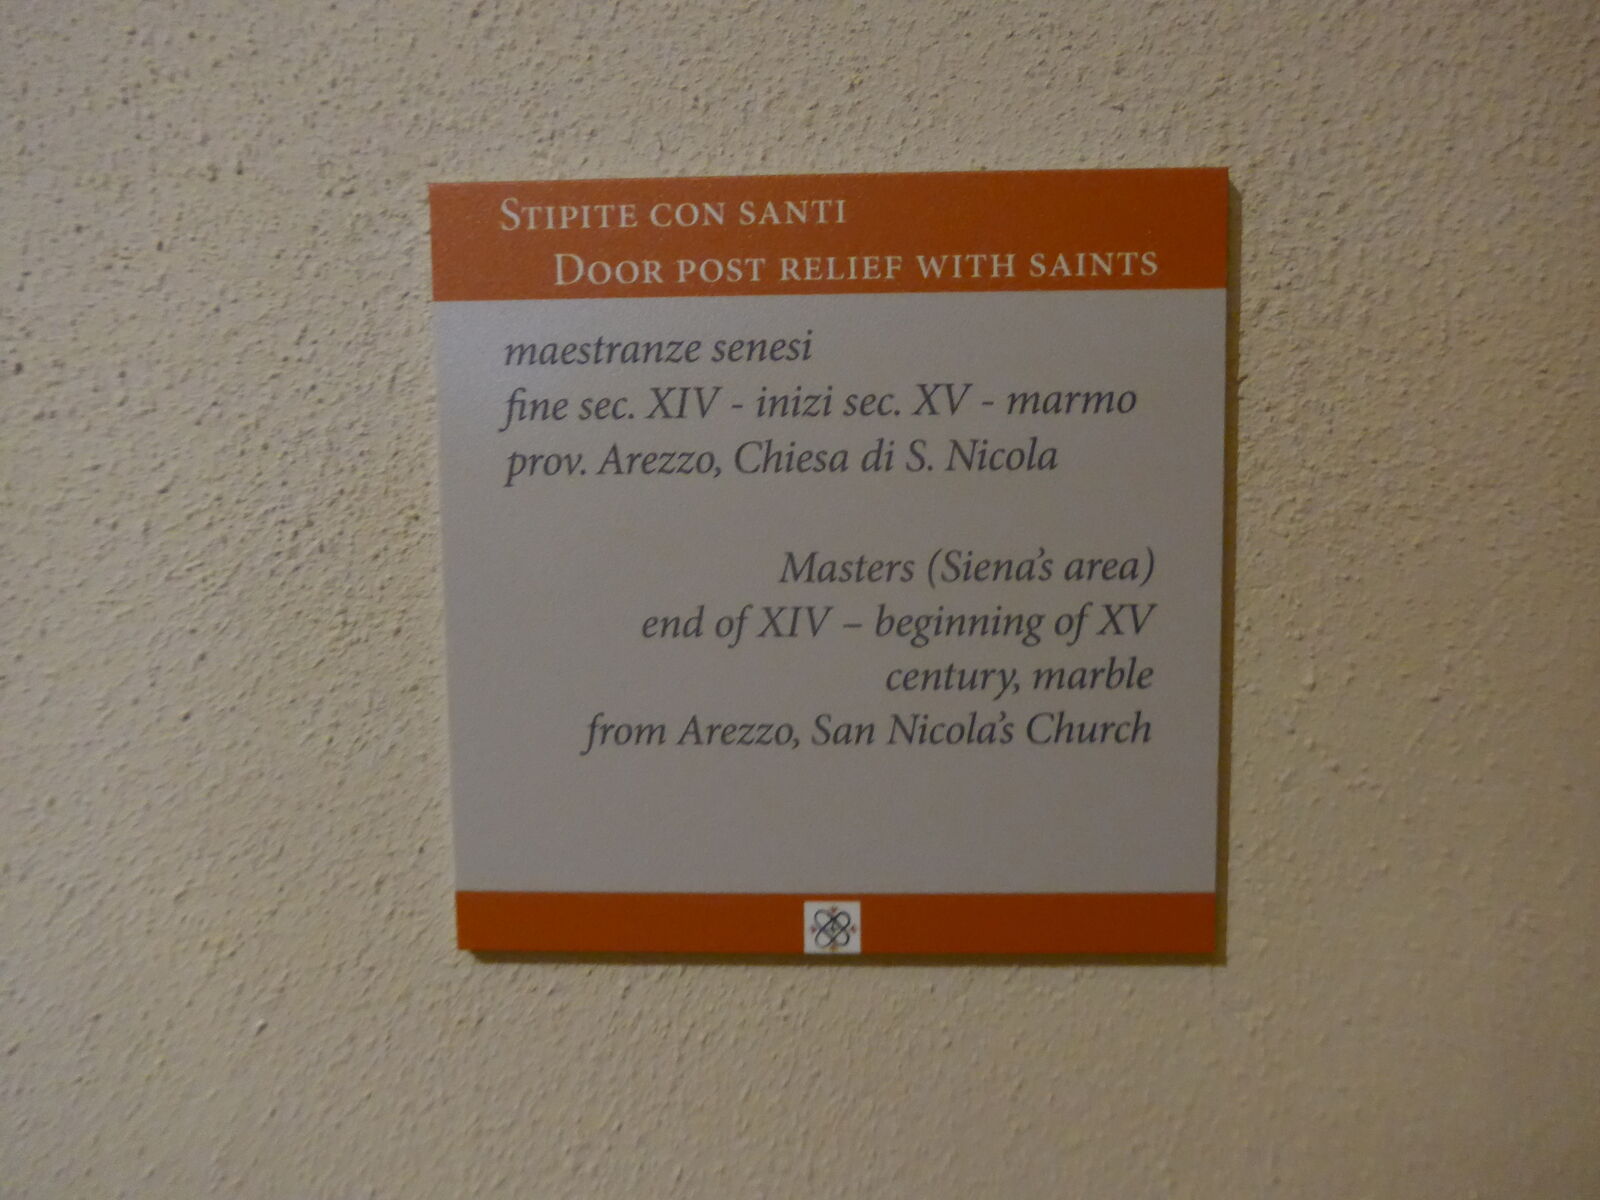 Stipite con santi
Door post relief with saints
maestranze senesi
fine sec. XIV - inizi sec. XV - marmo
prov. Arezzo, Chiesa di S. Nicola
Masters (Siena's area)
end of XIV – beginning of XV
century, marble
from Arezzo, San Nicola's Church